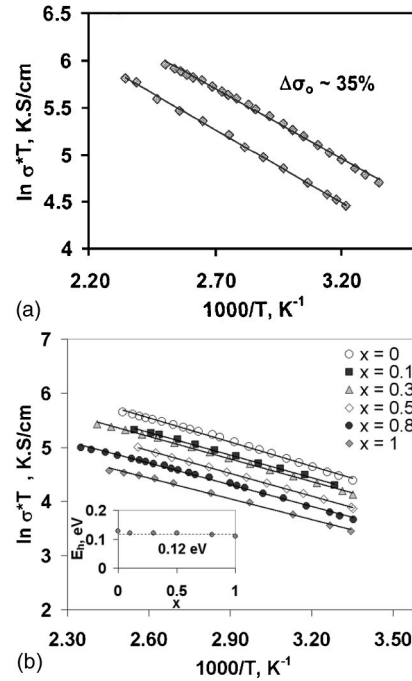 (a)
ln σ*T, K.S/cm
6.5
6
5.5
5
4.5
4
Δσo ~ 35%
2.20 2.70 3.20
1000/T, K-1
(b)
ln σ*T , K.S/cm
7
6
5
4
3
2
x = 0
x = 0.1
x = 0.3
x = 0.5
x = 0.8
x = 1
Eh, eV
0.2
0.1
0
0.12 eV
0 0.5 1
x
2.30 2.60 2.90 3.20 3.50
1000/T, K-1